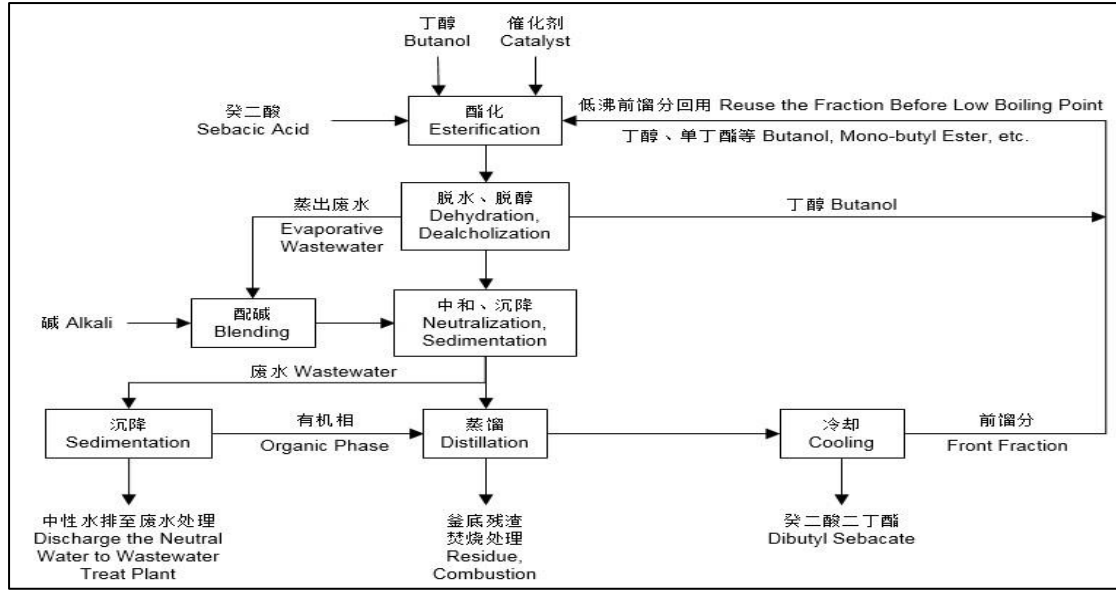 丁醇
Butanol
催化剂
Catalyst
癸二酸
Sebacic Acid
酯化
Esterification
低沸前馏分回用 Reuse the Fraction Before Low Boiling Point
丁醇、单丁酯等 Butanol, Mono-butyl Ester, etc.
蒸出废水
Evaporative
Wastewater
脱水、脱醇
Dehydration,
Dealcholization
丁醇 Butanol
碱 Alkali
配碱
Blending
中和、沉降
Neutralization,
Sedimentation
废水 Wastewater
沉降
Sedimentation
有机相
Organic Phase
蒸馏
Distillation
冷却
Cooling
前馏分
Front Fraction
中性水排至废水处理
Discharge the Neutral
Water to Wastewater
Treat Plant
釜底残渣
焚烧处理
Residue,
Combustion
癸二酸二丁酯
Dibutyl Sebacate